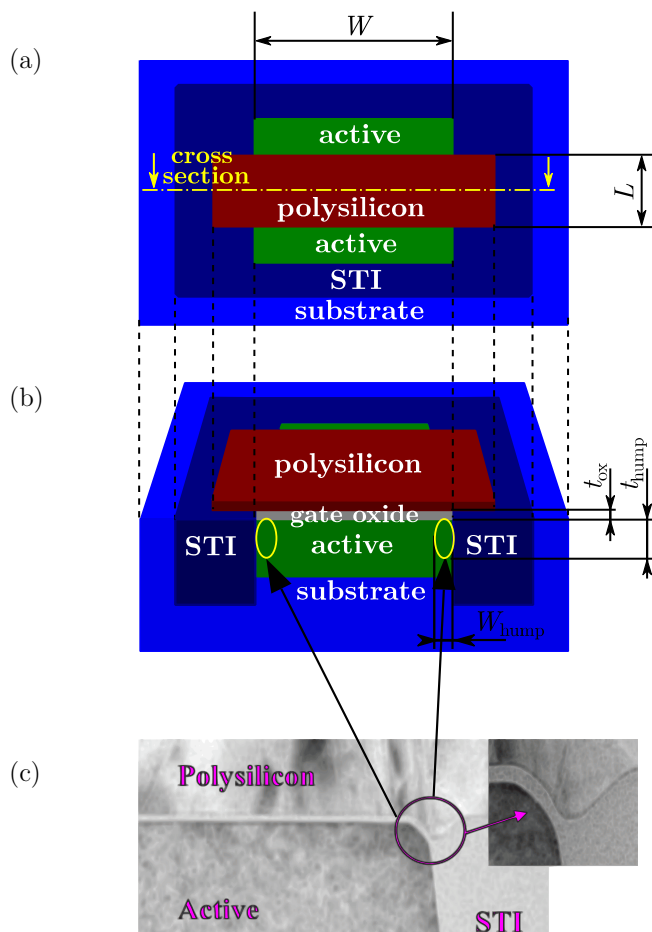 (a)
W
active
cross
section
L
polysilicon
active
STI
substrate
(b)
polysilicon
t_ox
t_hump
gate oxide
STI
active
STI
substrate
W_hump
(c)
Polysilicon
Active
STI